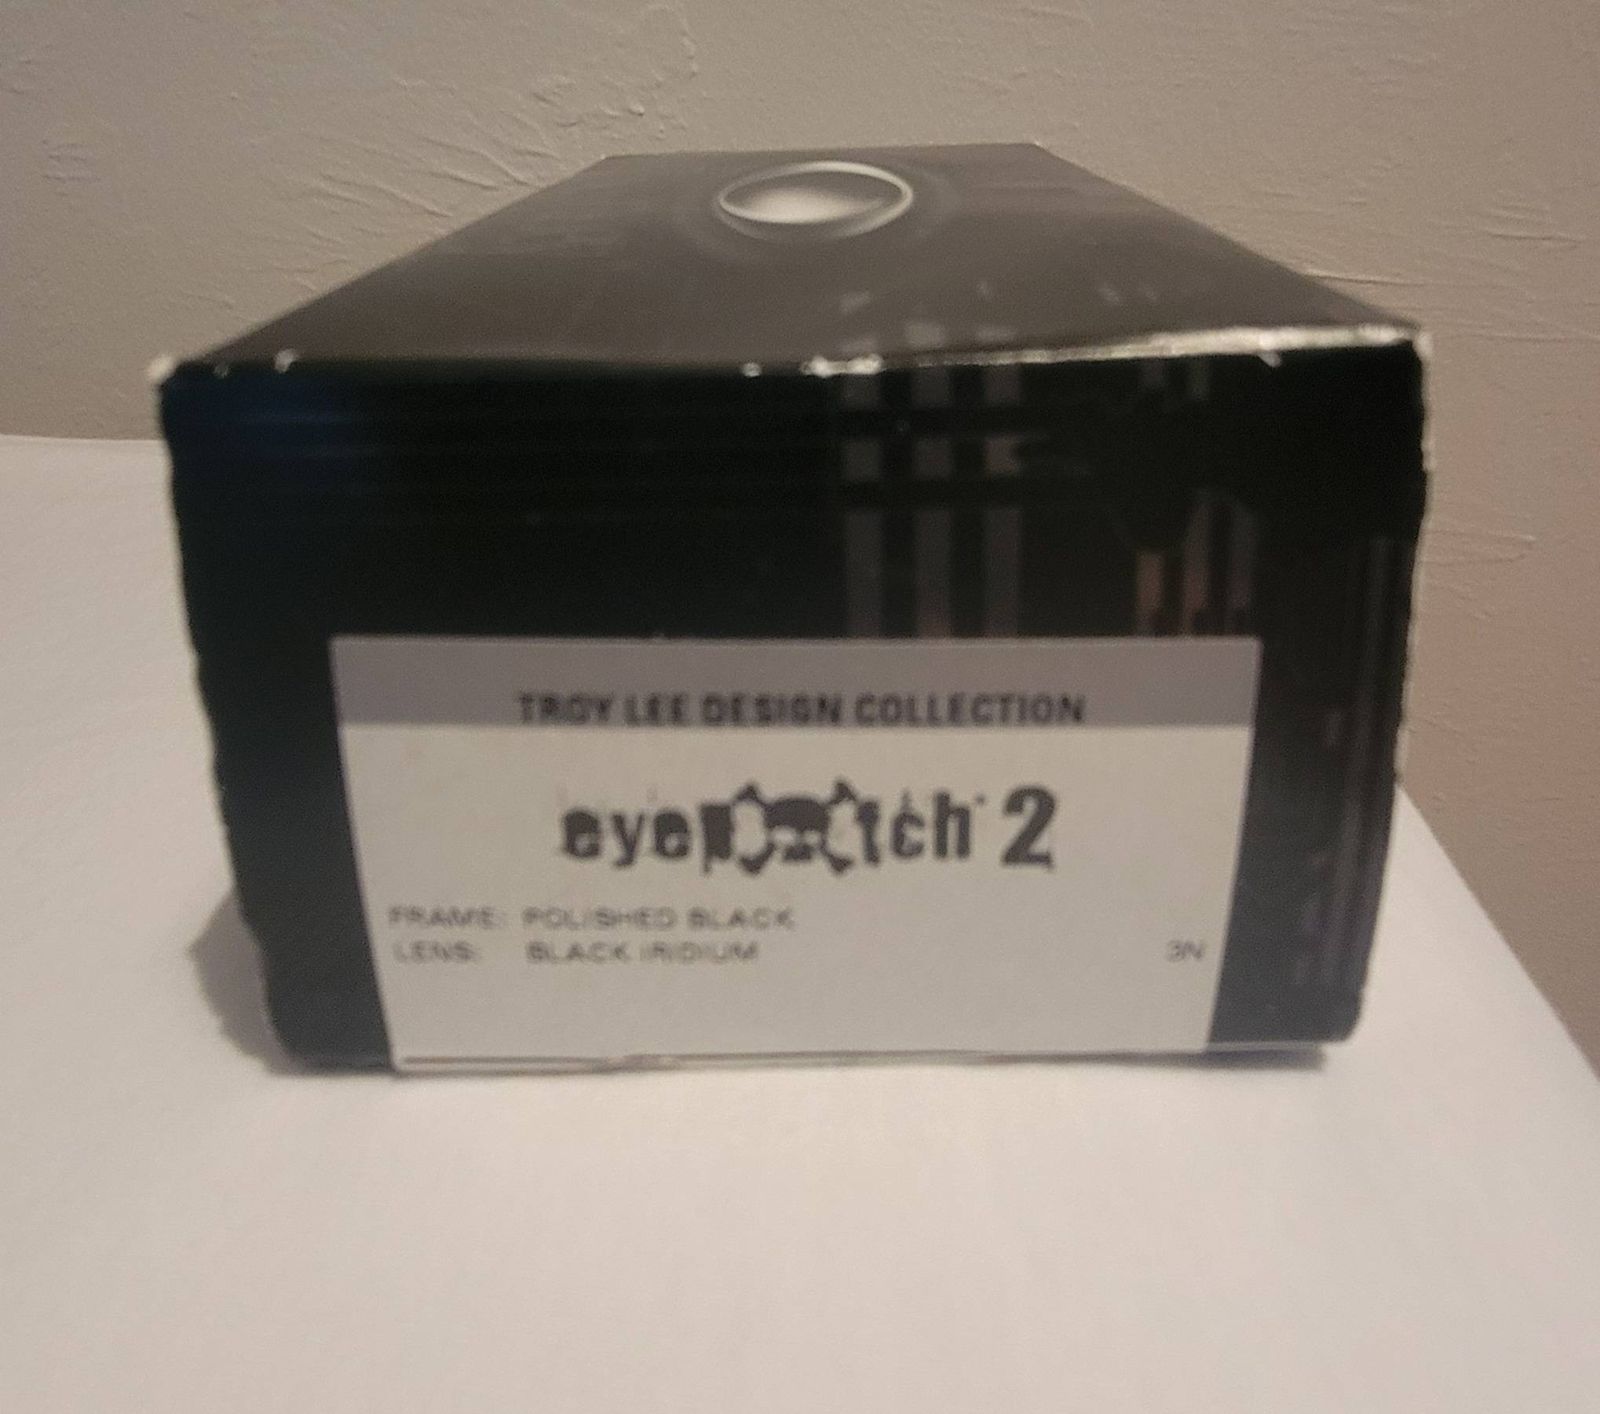 TROY LEE DESIGN COLLECTION
eyepatch 2
FRAME: POLISHED BLACK
LENS: BLACK IRIDIUM 3N